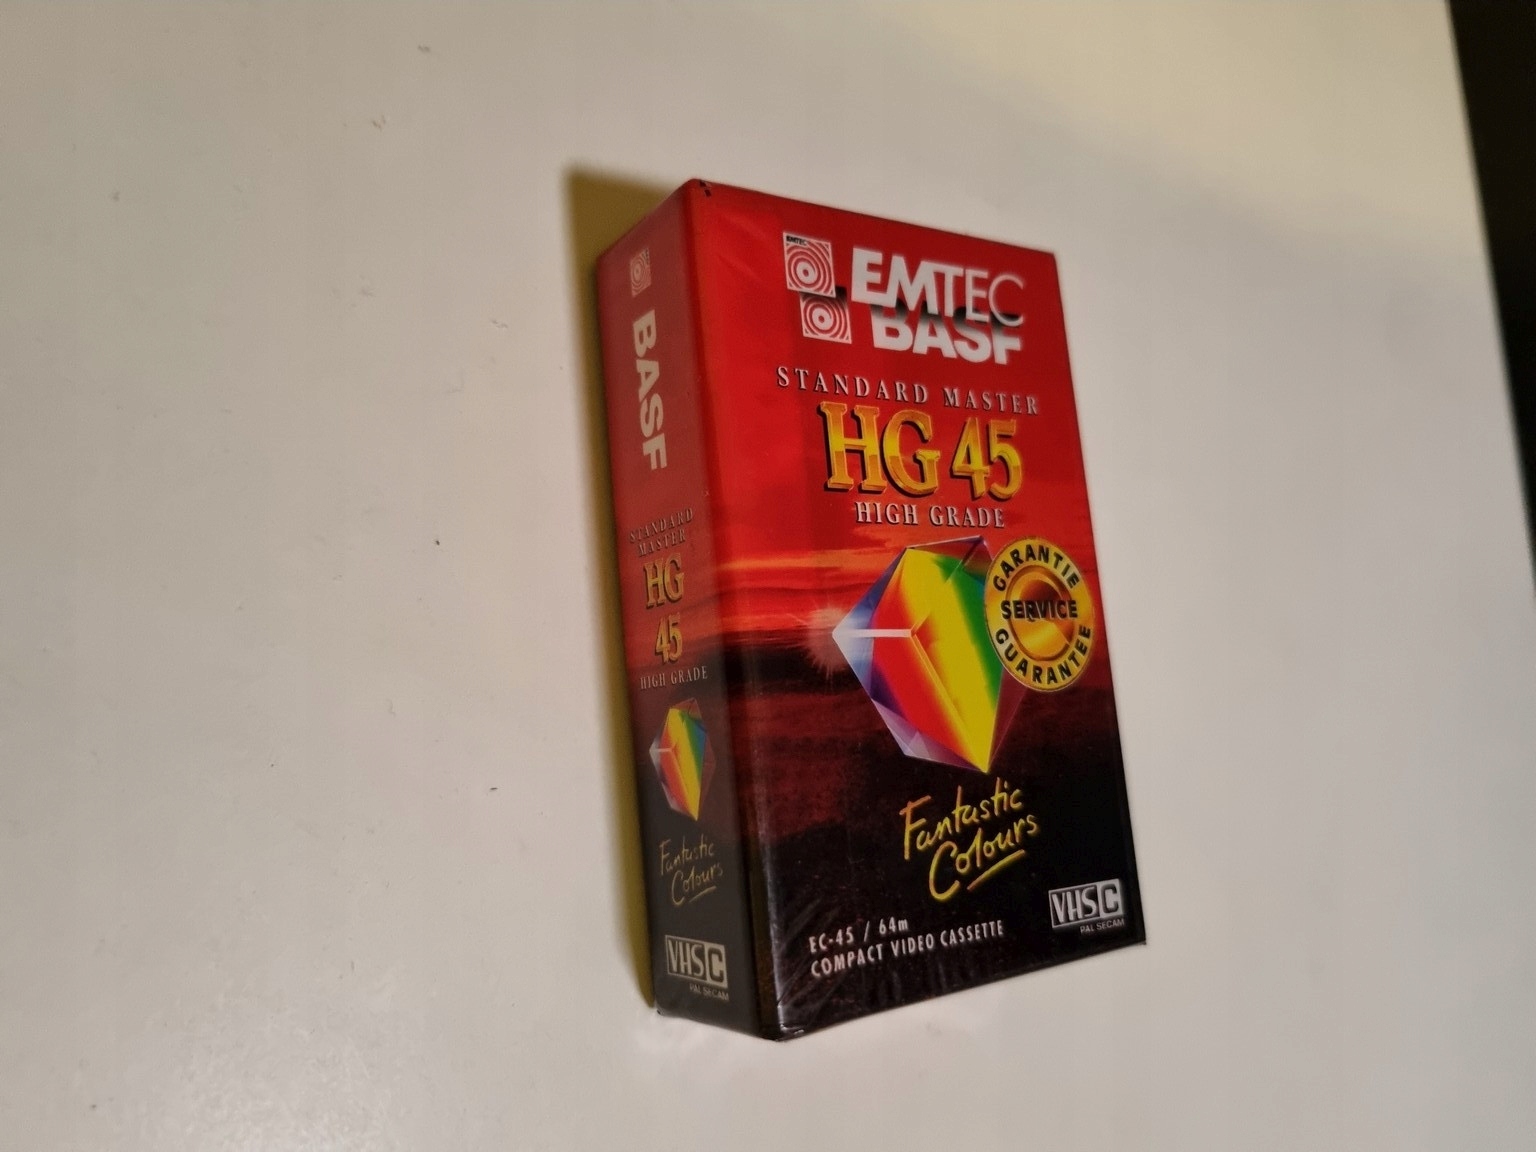 BASF
STANDARD
MASTER
HG
45
HIGH GRADE
Fantastic
Colours
VHS C
PAL SECAM
EMTEC
EMTEC
BASF
STANDARD MASTER
HG 45
HIGH GRADE
GARANTIE
SERVICE
GUARANTEE
Fantastic
Colours
EC-45 / 64m
COMPACT VIDEO CASSETTE
VHS C
PAL SECAM